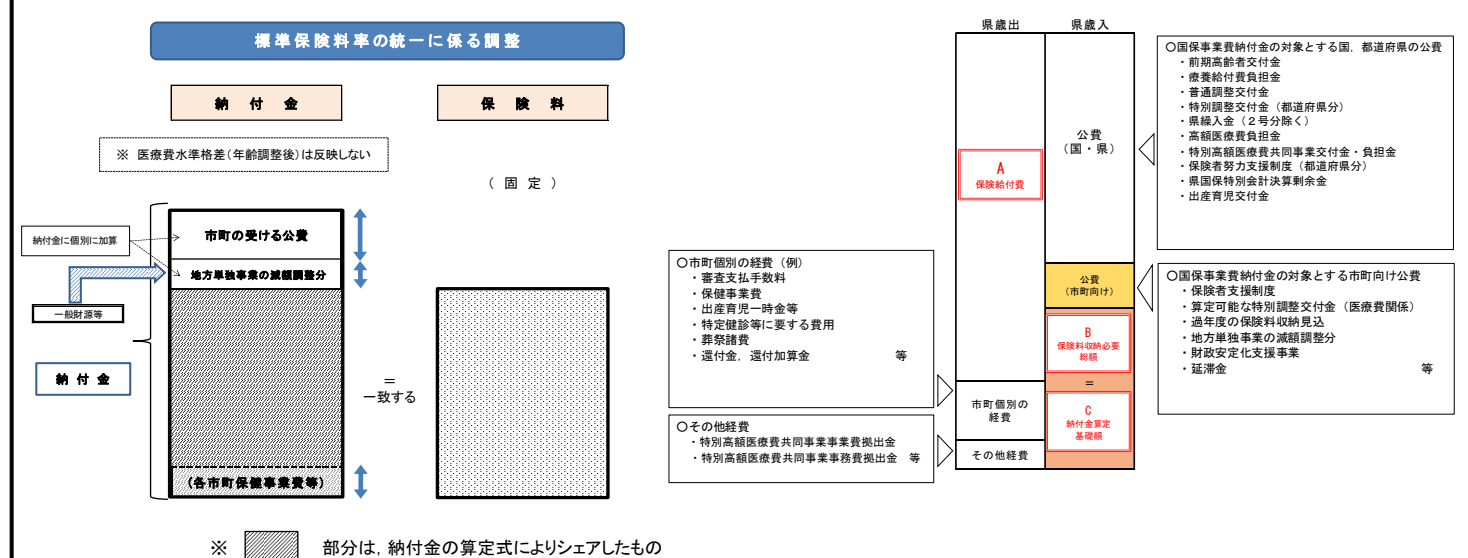 標準保険料率の統一に係る調整
納 付 金
保 険 料
※ 医療費水準格差(年齢調整後)は反映しない
( 固 定 )
納付金に個別に加算
市町の受ける公費
地方単独事業の減額調整分
一般財源等
納 付 金
＝
一致する
(各市町保健事業費等)
※ 部分は, 納付金の算定式によりシェアしたもの
県歳出
県歳入
A
保険給付費
公費
(国・県)
公費
(市町向け)
B
保険料収納必要
総額
＝
C
納付金算定
基礎額
市町個別の
経費
その他経費
○市町個別の経費（例）
・審査支払手数料
・保健事業費
・出産育児一時金等
・特定健診等に要する費用
・葬祭諸費
・還付金, 還付加算金 等
○その他経費
・特別高額医療費共同事業事業費拠出金
・特別高額医療費共同事業事務費拠出金 等
○国保事業費納付金の対象とする国, 都道府県の公費
・前期高齢者交付金
・療養給付費負担金
・普通調整交付金
・特別調整交付金（都道府県分）
・県繰入金（２号分除く）
・高額医療費負担金
・特別高額医療費共同事業交付金・負担金
・保険者努力支援制度（都道府県分）
・県国保特別会計決算剰余金
・出産育児交付金
○国保事業費納付金の対象とする市町向け公費
・保険者支援制度
・算定可能な特別調整交付金（医療費関係）
・過年度の保険料収納見込
・地方単独事業の減額調整分
・財政安定化支援事業
・延滞金 等